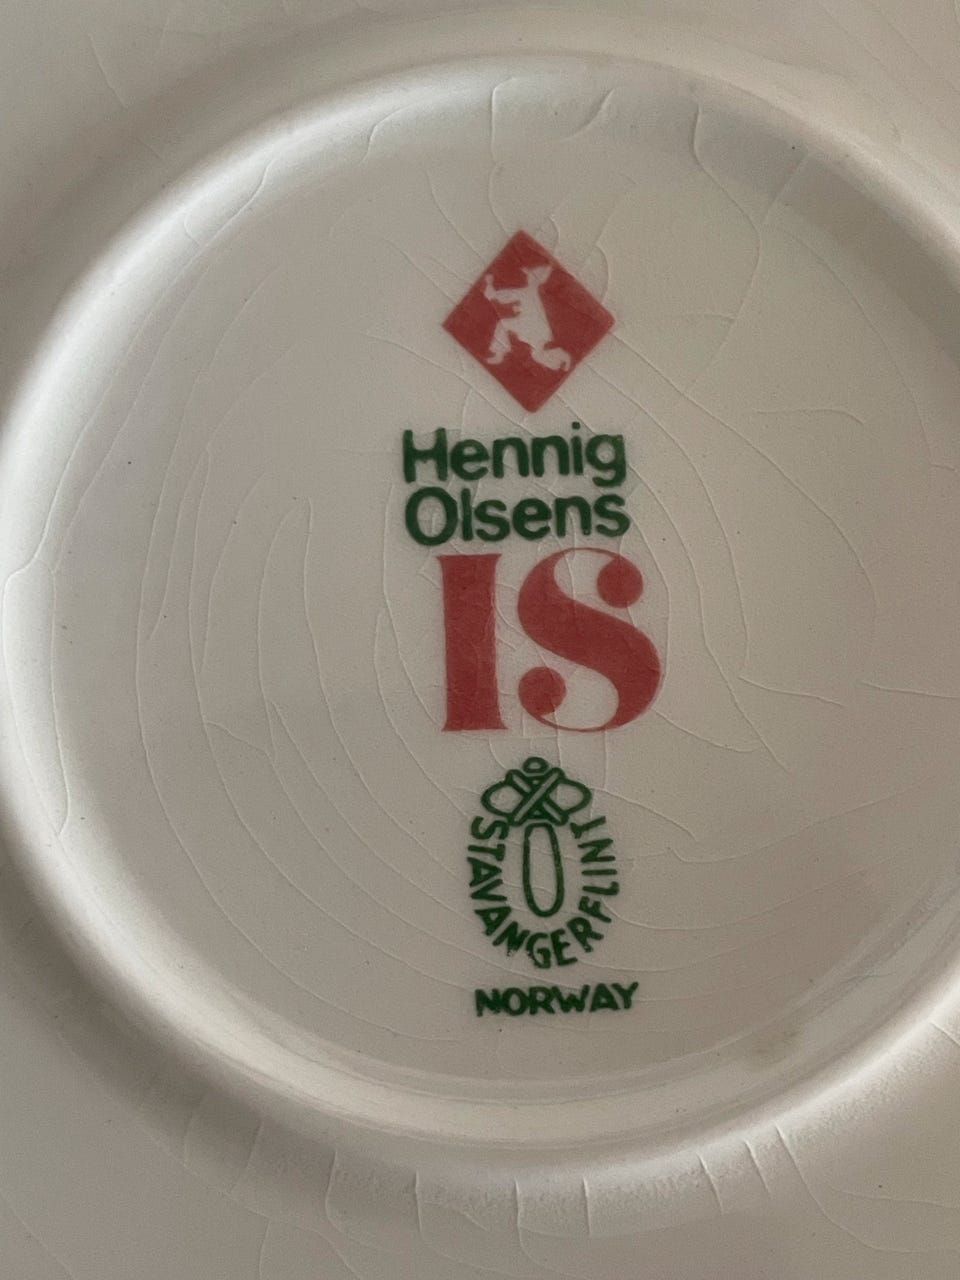 Hennig
Olsens
IS
STAVANGERFLINT
NORWAY